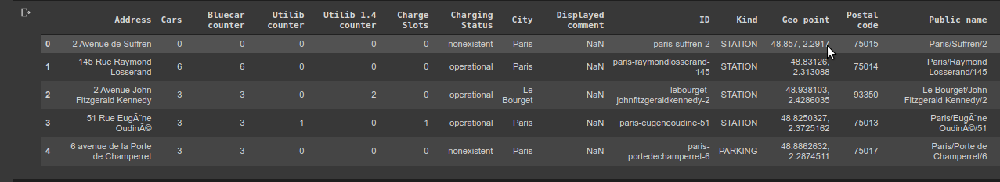 Address Cars Bluecar counter Utilib counter Utilib 1.4 counter Charge Slots Charging Status City Displayed comment ID Kind Geo point Postal code Public name
0 2 Avenue de Suffren 0 0 0 0 0 nonexistent Paris NaN paris-suffren-2 STATION 48.857, 2.2917 75015 Paris/Suffren/2
1 145 Rue Raymond Losserand 6 6 0 0 0 operational Paris NaN paris-raymondlosserand-145 STATION 48.83126, 2.313088 75014 Paris/Raymond Losserand/145
2 2 Avenue John Fitzgerald Kennedy 3 3 0 2 0 operational Le Bourget NaN lebourget-johnfitzgeraldkennedy-2 STATION 48.938103, 2.4286035 93350 Le Bourget/John Fitzgerald Kennedy/2
3 51 Rue EugÃ¨ne OudinÃ© 3 3 1 0 1 operational Paris NaN paris-eugeneoudine-51 STATION 48.8250327, 2.3725162 75013 Paris/EugÃ¨ne OudinÃ©/51
4 6 avenue de la Porte de Champerret 3 3 0 0 0 nonexistent Paris NaN paris-portedechamperret-6 PARKING 48.8862632, 2.2874511 75017 Paris/Porte de Champerret/6